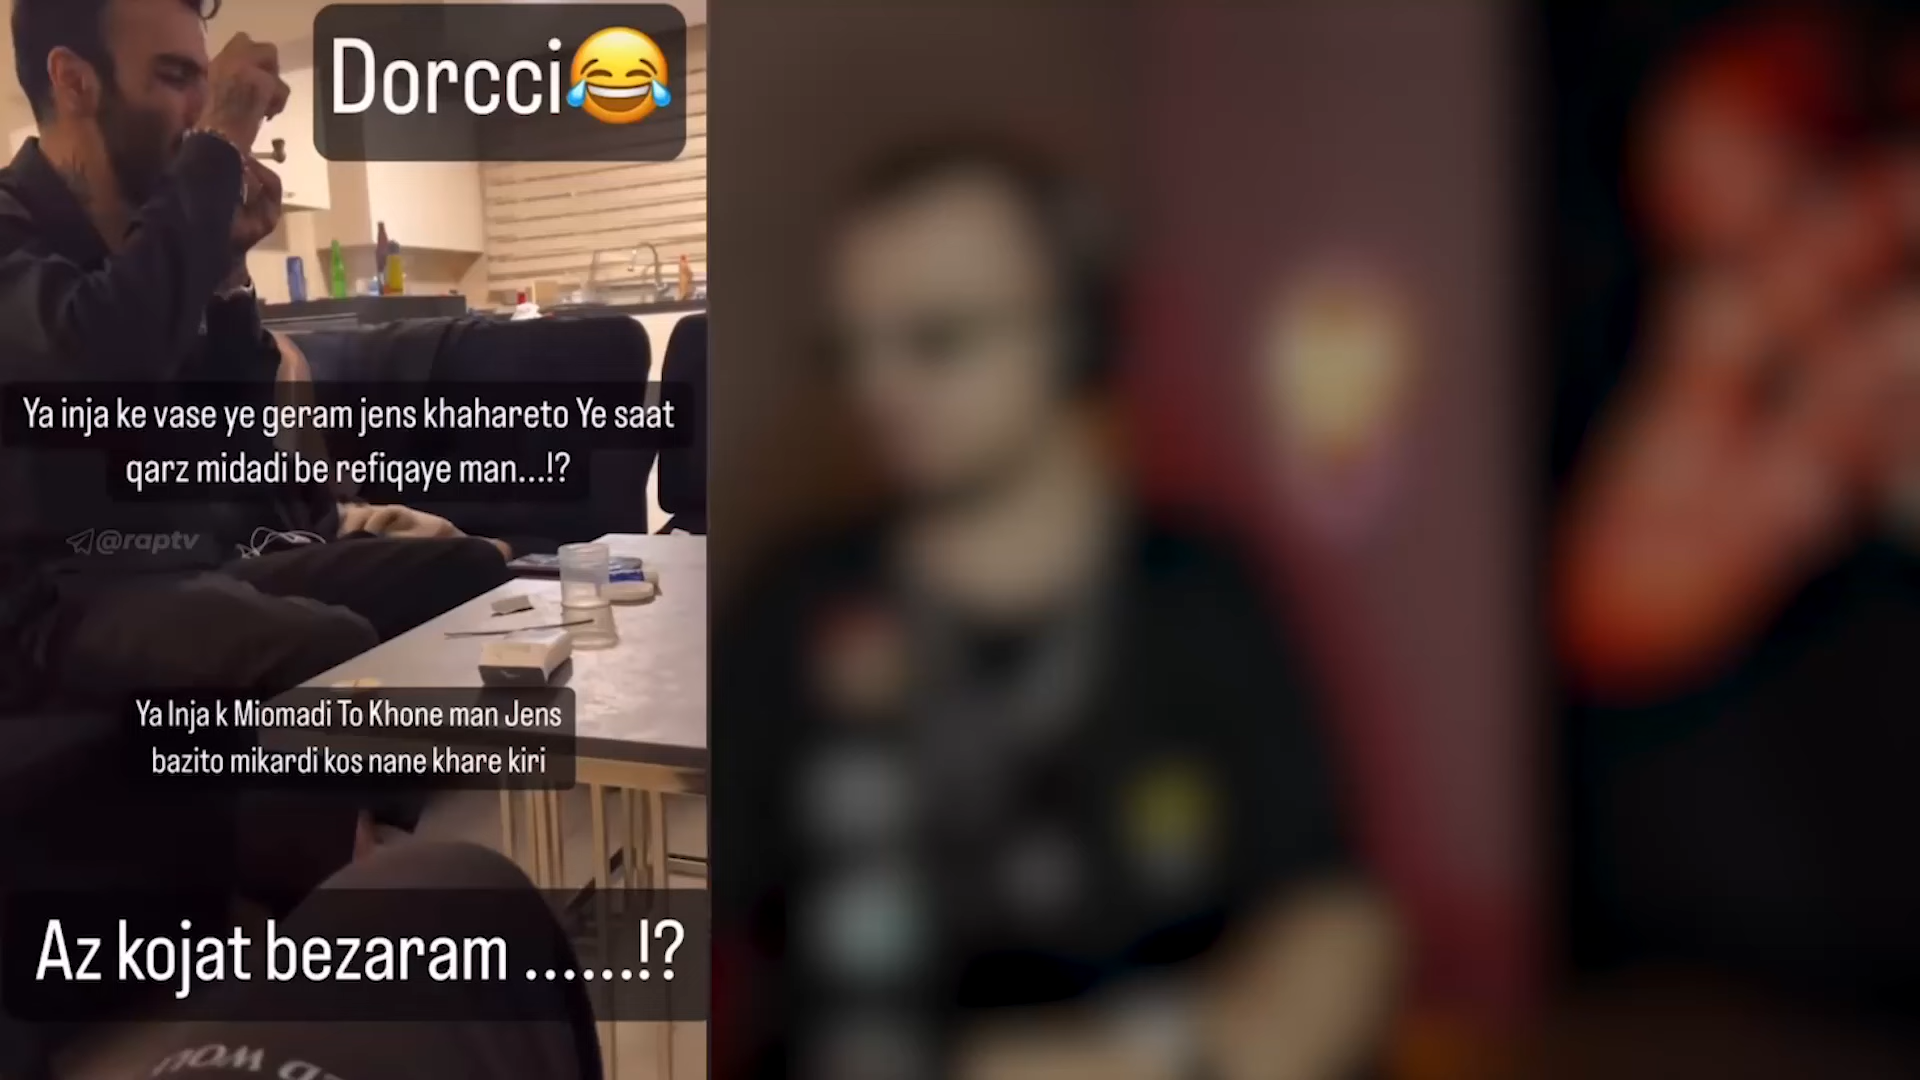 Dorcci😂
Ya inja ke vase ye geram jens khahareto Ye saat
qarz midadi be refiqaye man...!?
@raptv
Ya Inja k Miomadi To Khone man Jens
bazito mikardi kos nane khare kiri
Az kojat bezaram ......!?